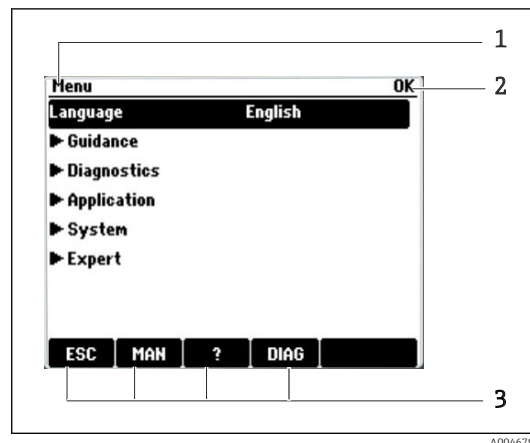 1
Menu OK 2
Language English
Guidance
Diagnostics
Application
System
Expert
ESC MAN ? DIAG
3